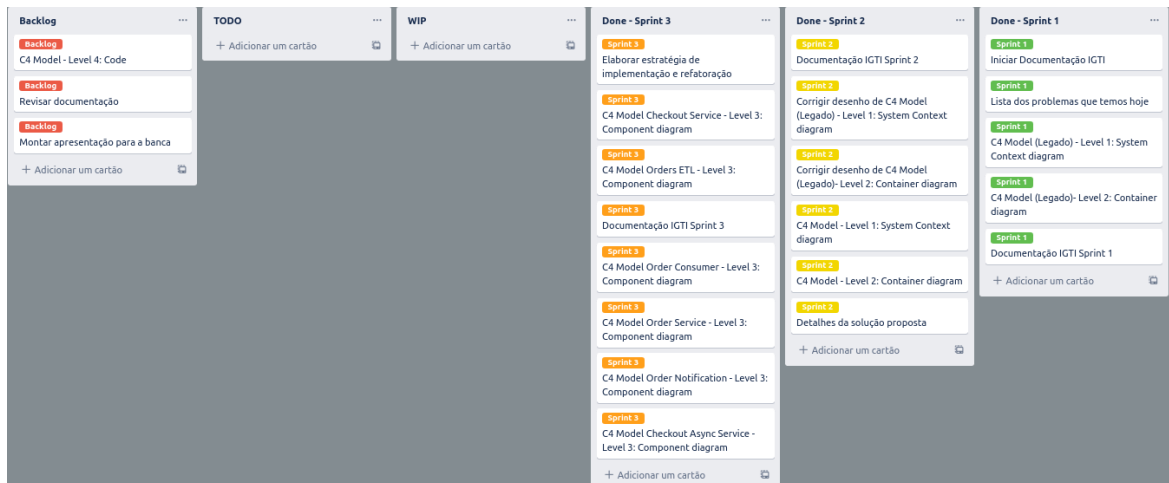 Backlog
Backlog
C4 Model - Level 4: Code
Backlog
Revisar documentação
Backlog
Montar apresentação para a banca
+ Adicionar um cartão
TODO
+ Adicionar um cartão
WIP
+ Adicionar um cartão
Done - Sprint 3
Sprint 3
Elaborar estratégia de
implementação e refatoração
Sprint 3
C4 Model Checkout Service - Level 3:
Component diagram
Sprint 3
C4 Model Orders ETL - Level 3:
Component diagram
Sprint 3
Documentação IGTI Sprint 3
Sprint 3
C4 Model Order Consumer - Level 3:
Component diagram
Sprint 3
C4 Model Order Service - Level 3:
Component diagram
Sprint 3
C4 Model Order Notification - Level 3:
Component diagram
Sprint 3
C4 Model Checkout Async Service -
Level 3: Component diagram
+ Adicionar um cartão
Done - Sprint 2
Sprint 2
Documentação IGTI Sprint 2
Sprint 2
Corrigir desenho de C4 Model
(Legado) - Level 1: System Context
diagram
Sprint 2
Corrigir desenho de C4 Model
(Legado)- Level 2: Container diagram
Sprint 2
C4 Model - Level 1: System Context
diagram
Sprint 2
C4 Model - Level 2: Container diagram
Sprint 2
Detalhes da solução proposta
+ Adicionar um cartão
Done - Sprint 1
Sprint 1
Iniciar Documentação IGTI
Sprint 1
Lista dos problemas que temos hoje
Sprint 1
C4 Model (Legado) - Level 1: System
Context diagram
Sprint 1
C4 Model (Legado)- Level 2: Container
diagram
Sprint 1
Documentação IGTI Sprint 1
+ Adicionar um cartão